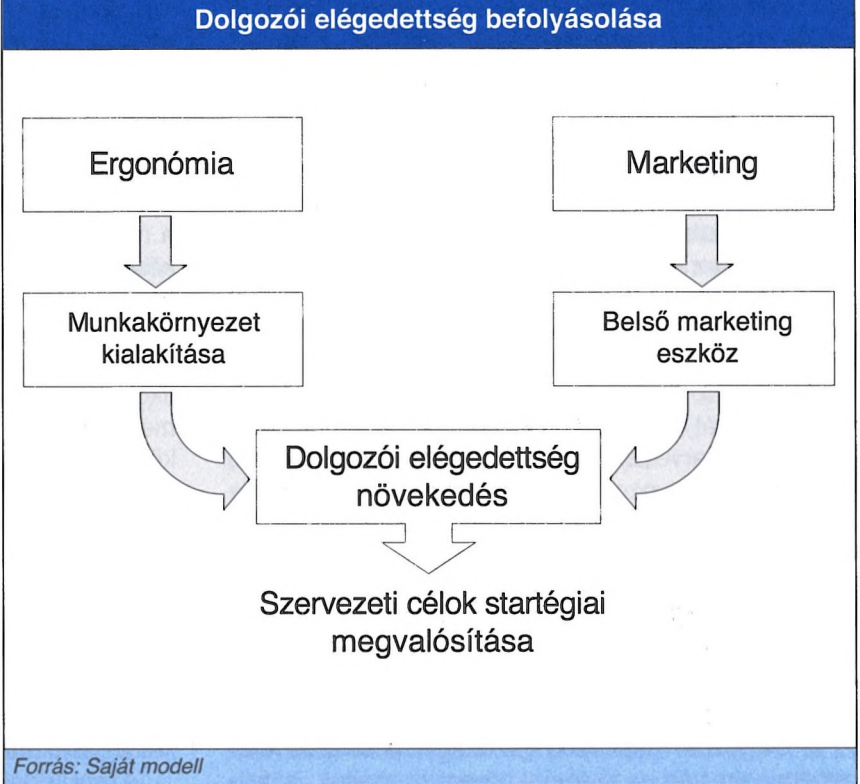 Dolgozói elégedettség befolyásolása
Ergonómia
Marketing
Munkakörnyezet
kialakítása
Belső marketing
eszköz
Dolgozói elégedettség
növekedés
Szervezeti célok startégiai
megvalósítása
Forrás: Saját modell